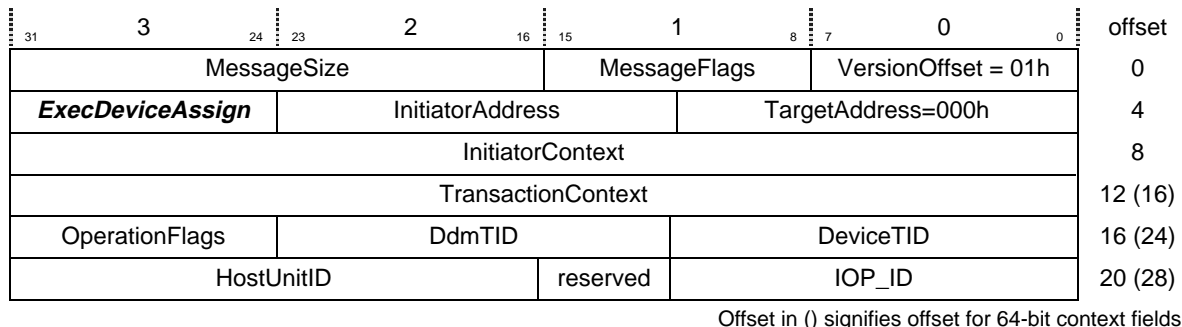 3 2 1 0 offset
31 24 23 16 15 8 7 0
MessageSize MessageFlags VersionOffset = 01h 0
ExecDeviceAssign InitiatorAddress TargetAddress=000h 4
InitiatorContext 8
TransactionContext 12 (16)
OperationFlags DdmTID DeviceTID 16 (24)
HostUnitID reserved IOP_ID 20 (28)
Offset in () signifies offset for 64-bit context fields